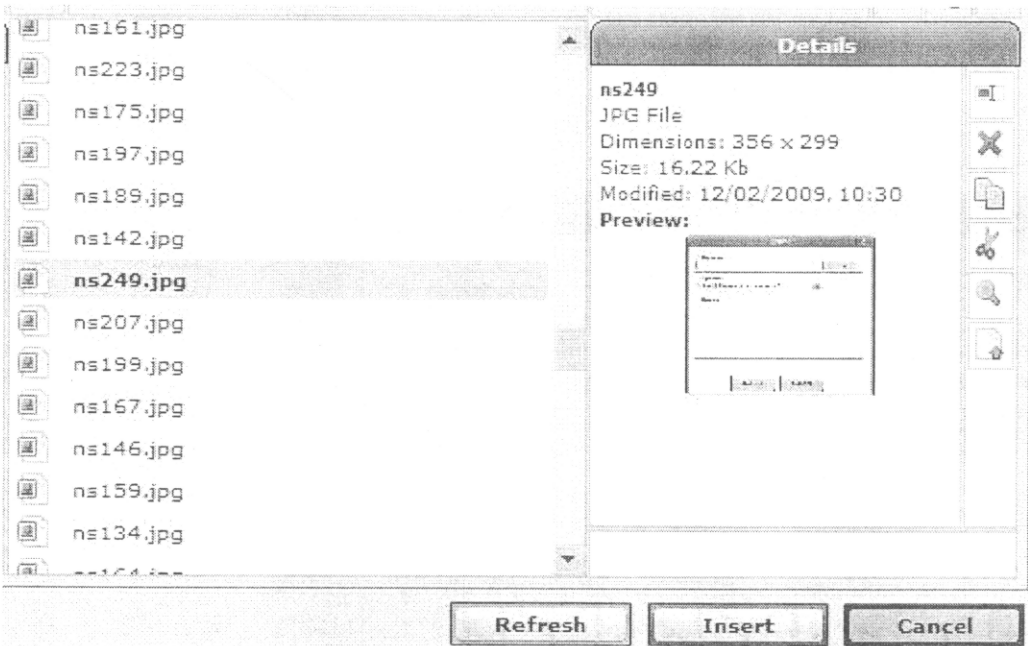 ns161.jpg
ns223.jpg
ns175.jpg
ns197.jpg
ns189.jpg
ns142.jpg
ns249.jpg
ns207.jpg
ns199.jpg
ns167.jpg
ns146.jpg
ns159.jpg
ns134.jpg
Details
ns249
JPG File
Dimensions: 356 x 299
Size: 16.22 Kb
Modified: 12/02/2009, 10:30
Preview:
Refresh
Insert
Cancel